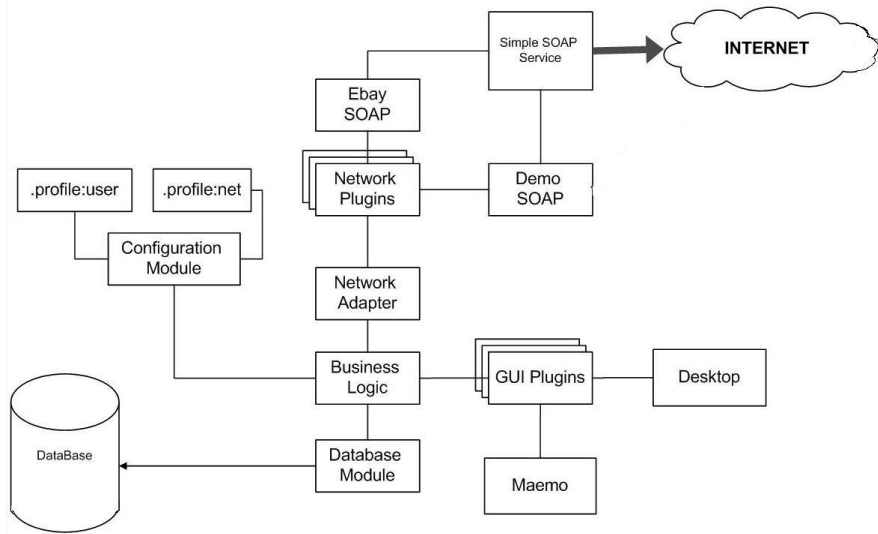 Simple SOAP
Service
INTERNET
Ebay
SOAP
.profile:user
.profile:net
Network
Plugins
Demo
SOAP
Configuration
Module
Network
Adapter
Business
Logic
GUI Plugins
Desktop
DataBase
Database
Module
Maemo